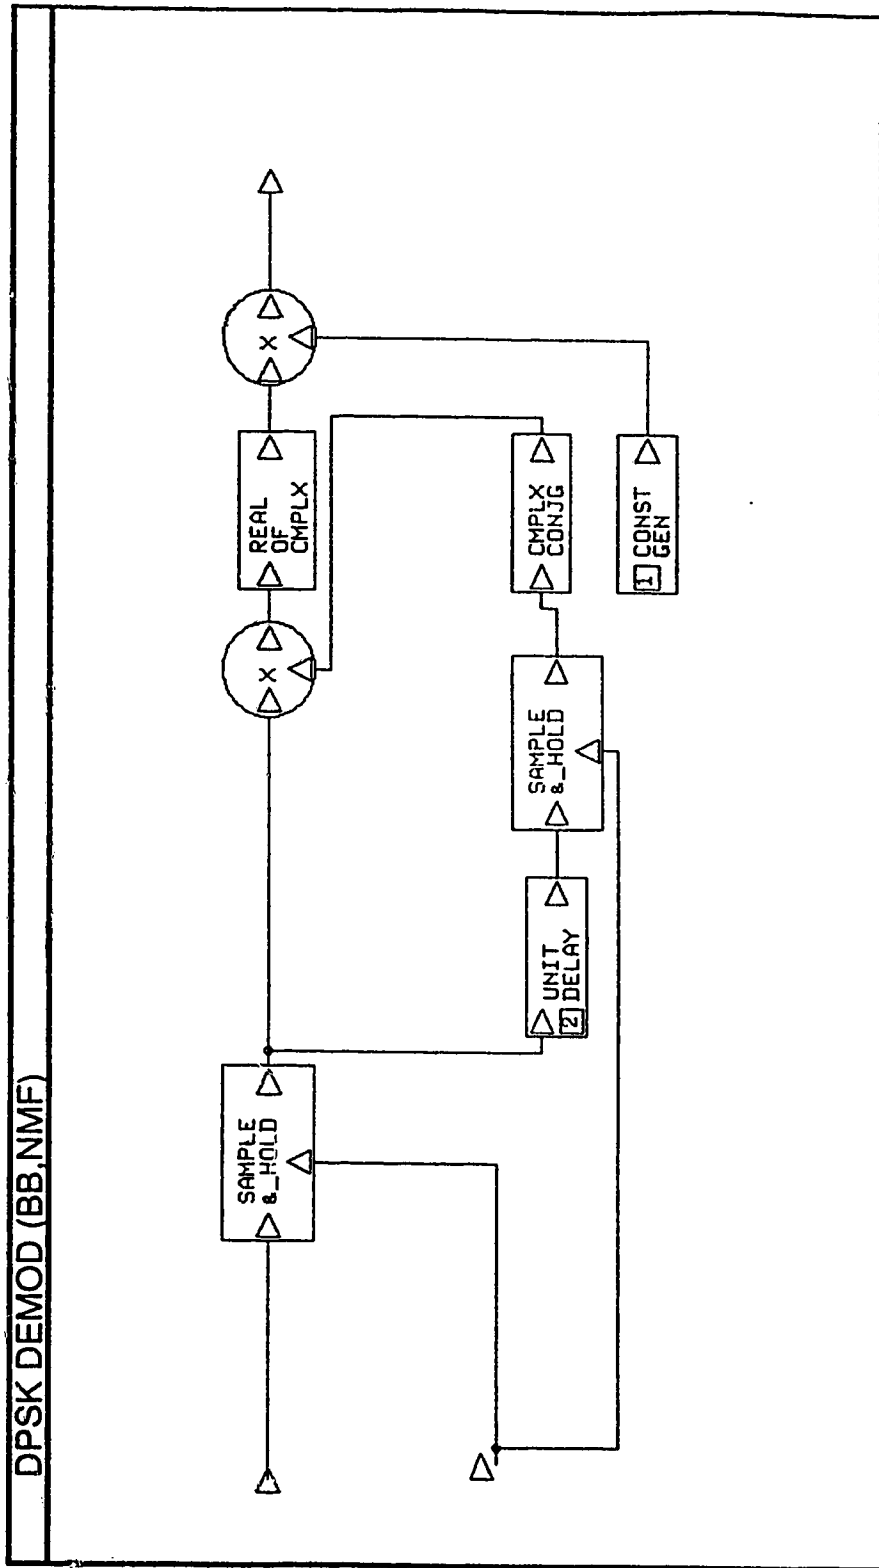 DPSK DEMOD (BB,NMF)
SAMPLE
&_HOLD
X
REAL
OF
CMPLX
X
UNIT
2 DELAY
SAMPLE
&_HOLD
CMPLX
CONJG
1 CONST
GEN